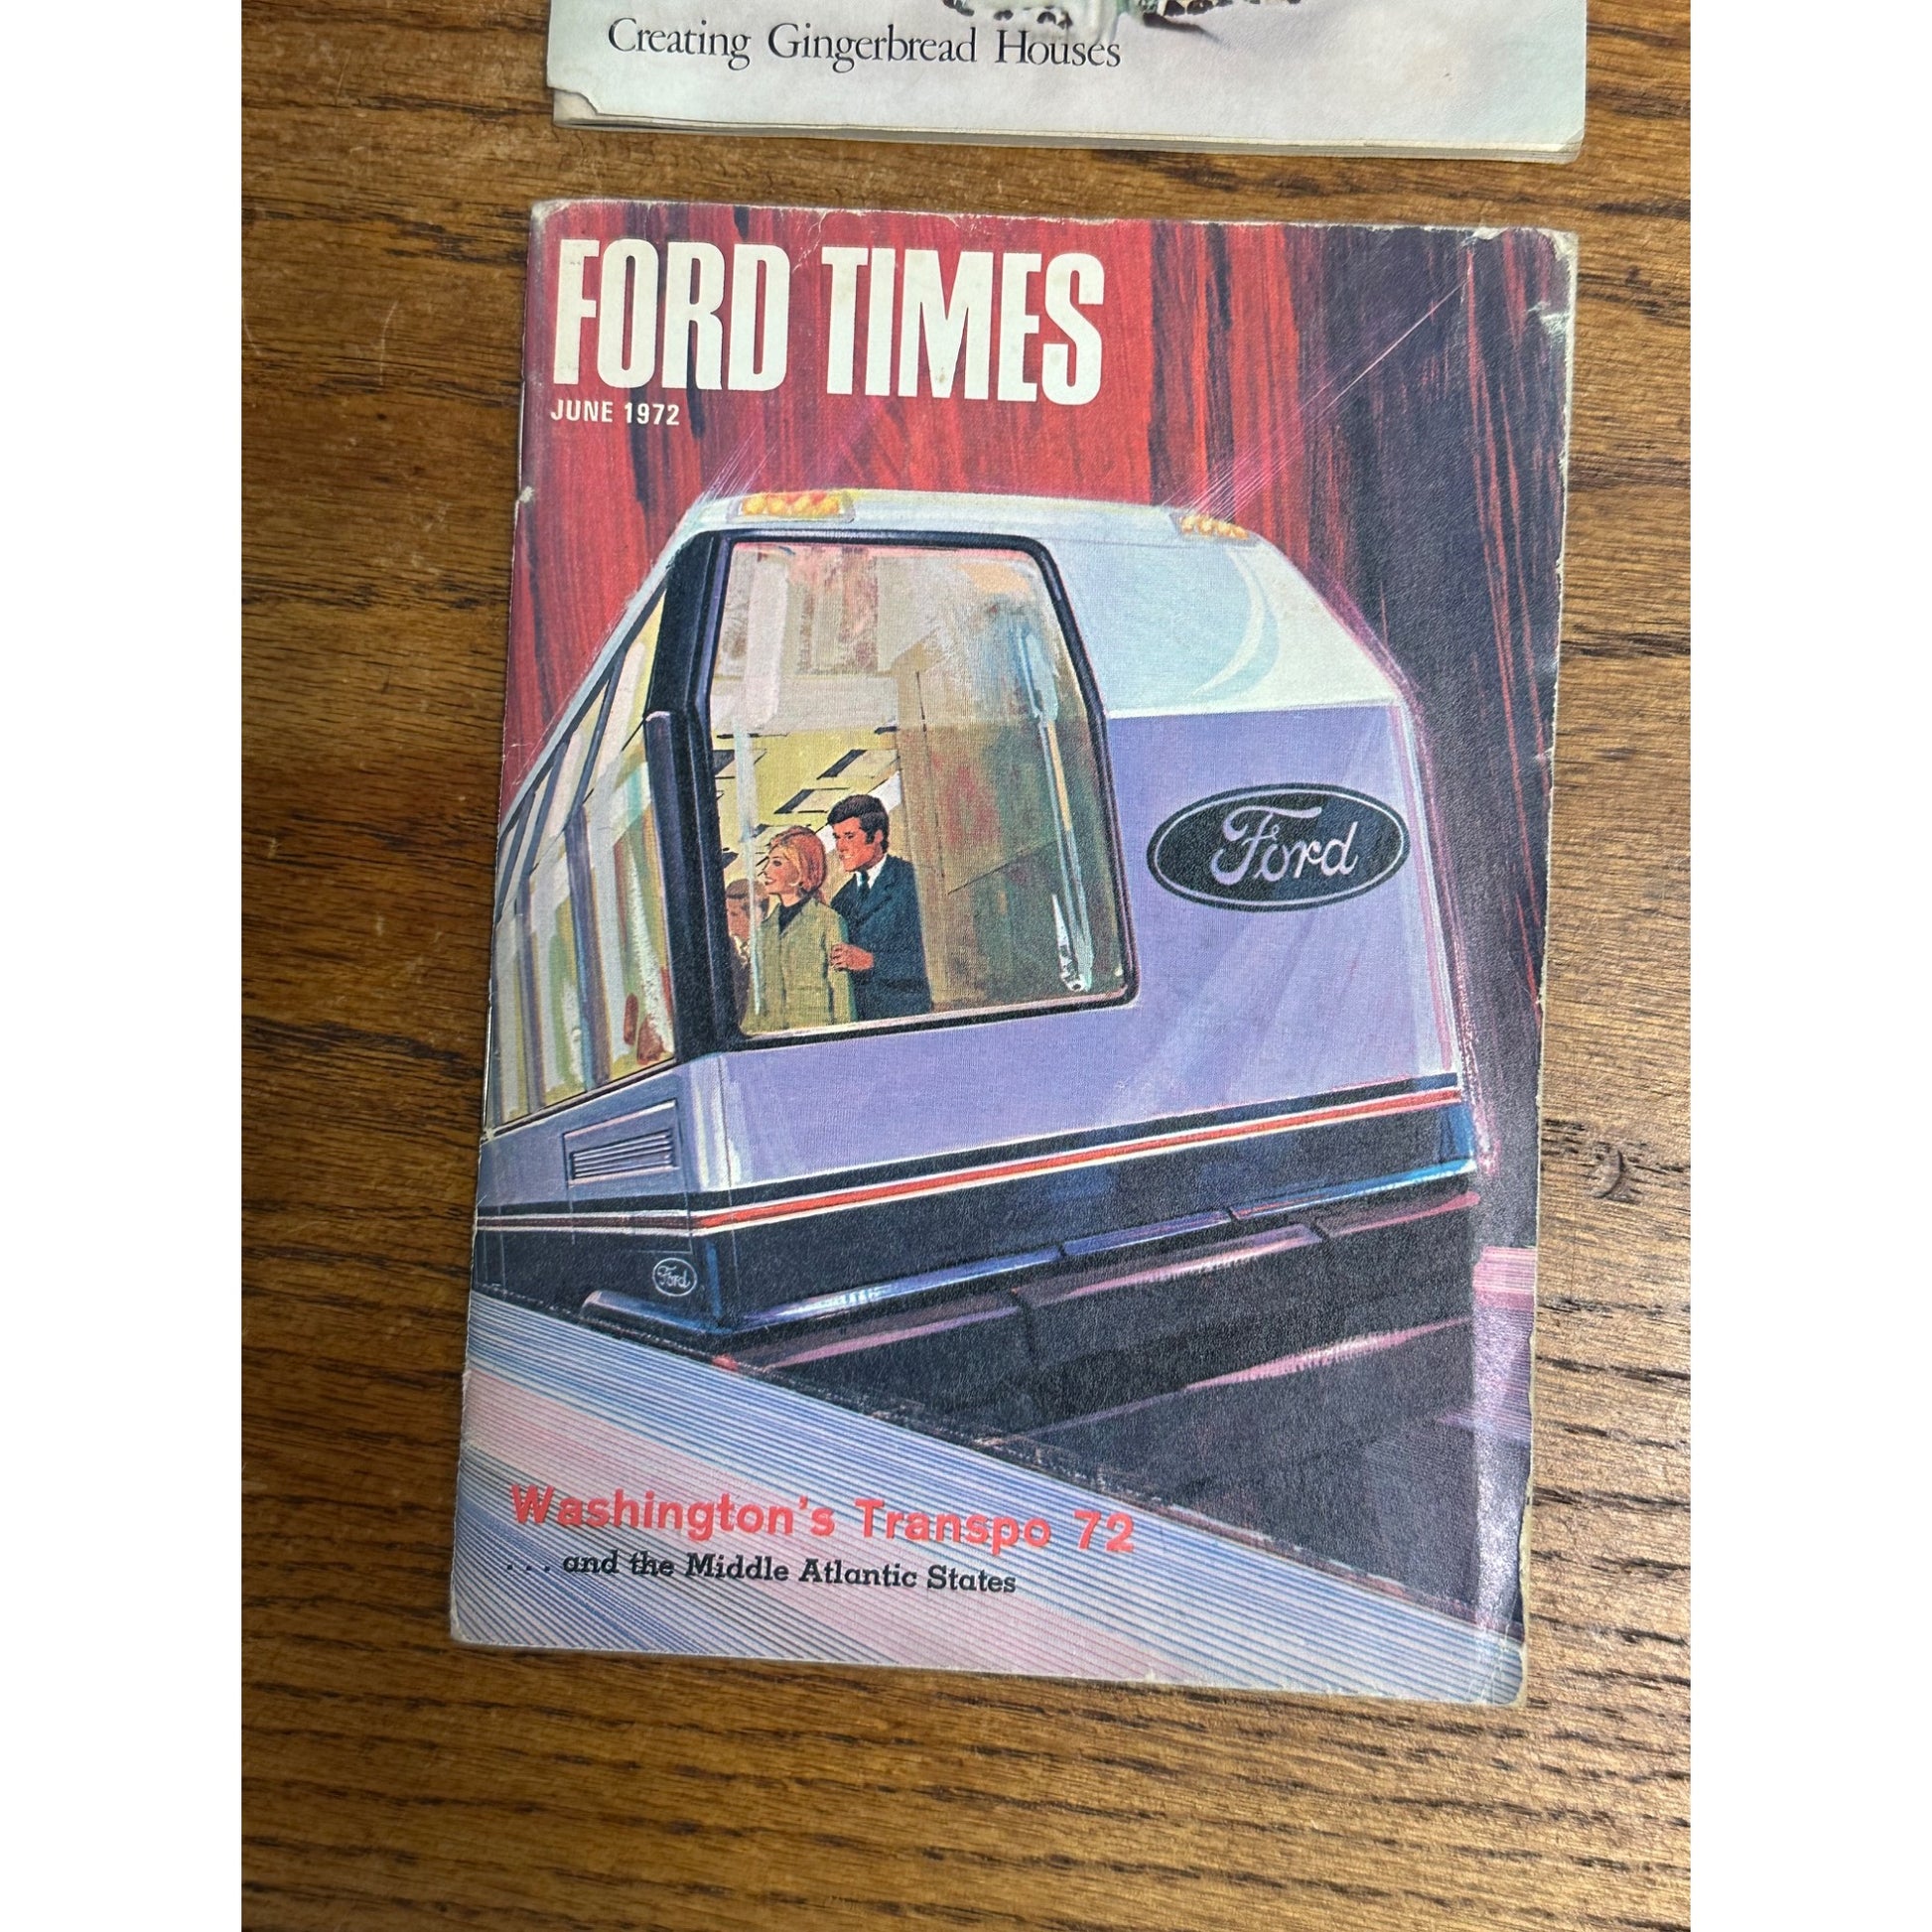 Creating Gingerbread Houses
FORD TIMES
JUNE 1972
Ford
Ford
Washington's Transpo 72
...and the Middle Atlantic States